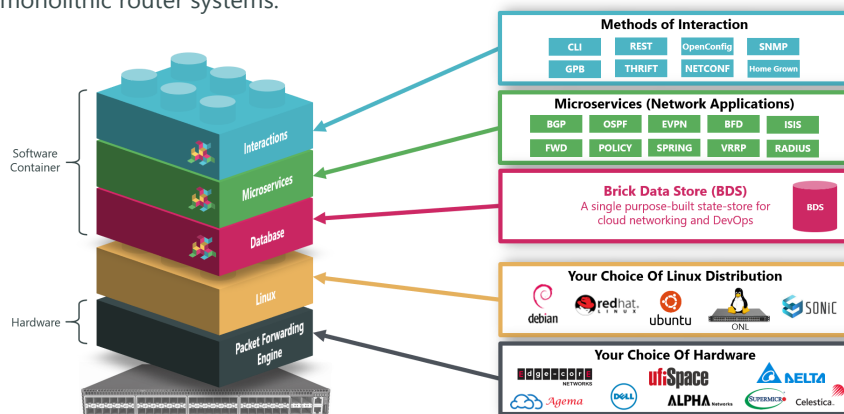 monolithic router systems.
Software
Container
Hardware
Interactions
Microservices
Database
Linux
Packet Forwarding
Engine
Methods of Interaction
CLI REST OpenConfig SNMP
GPB THRIFT NETCONF Home Grown
Microservices (Network Applications)
BGP OSPF EVPN BFD ISIS
FWD POLICY SPRING VRRP RADIUS
Brick Data Store (BDS)
A single purpose-built state-store for
cloud networking and DevOps
BDS
Your Choice Of Linux Distribution
debian
redhat.
LINUX
ubuntu
ONL
SONiC
Your Choice Of Hardware
Edge-corE
NETWORKS
ufiSpace
DELTA
Agema
DELL
ALPHA Networks
SUPERMICR
Celestica